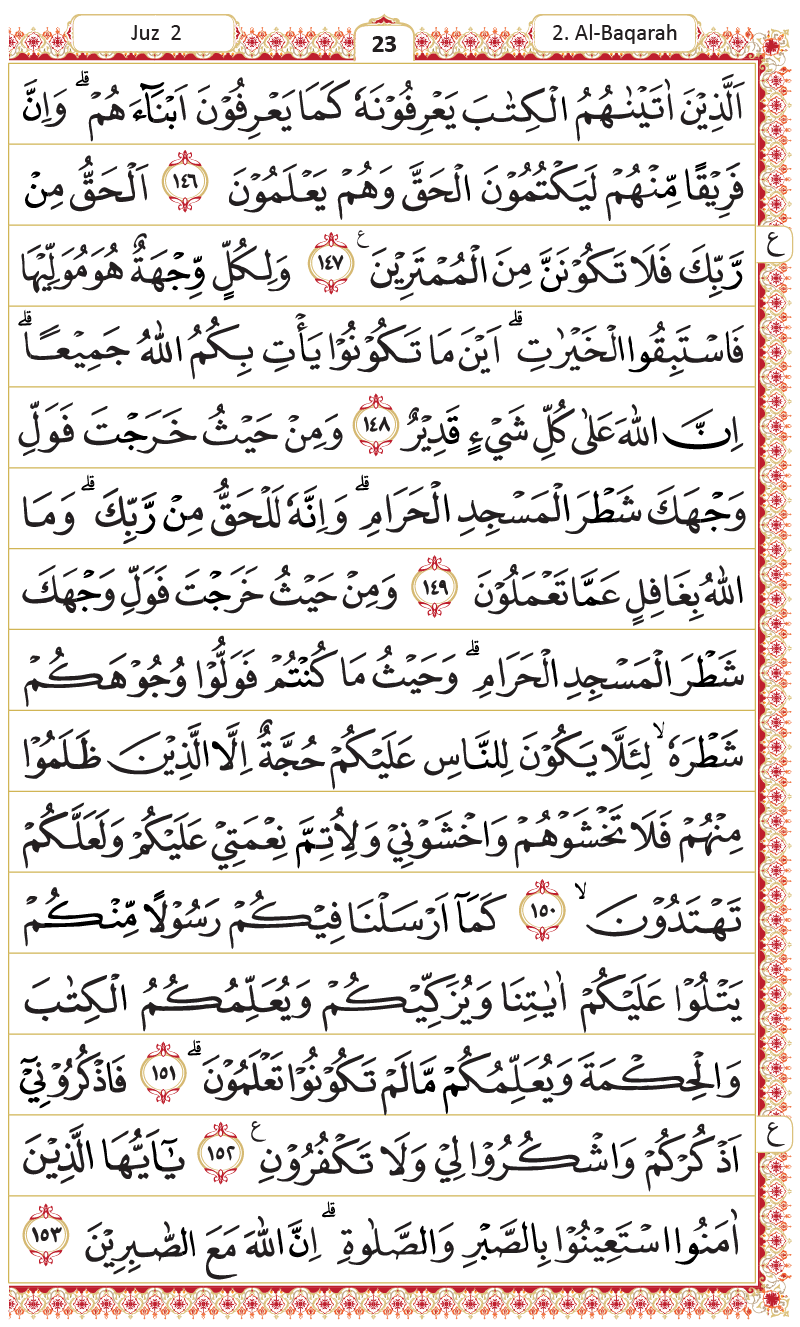 Juz 2
23
2. Al-Baqarah
اَلَّذِيْنَ اٰتَيْنٰهُمُ الْكِتٰبَ يَعْرِفُوْنَهٗ كَمَا يَعْرِفُوْنَ اَبْنَاۤءَهُمْ ۗ وَاِنَّ
فَرِيْقًا مِّنْهُمْ لَيَكْتُمُوْنَ الْحَقَّ وَهُمْ يَعْلَمُوْنَ ١٤٦ اَلْحَقُّ مِنْ
رَّبِّكَ فَلَا تَكُوْنَنَّ مِنَ الْمُمْتَرِيْنَ ع ١٤٧ وَلِكُلٍّ وِّجْهَةٌ هُوَ مُوَلِّيْهَا
ع
فَاسْتَبِقُوا الْخَيْرٰتِ ۗ اَيْنَ مَا تَكُوْنُوْا يَأْتِ بِكُمُ اللّٰهُ جَمِيْعًا ۗ
اِنَّ اللّٰهَ عَلٰى كُلِّ شَيْءٍ قَدِيْرٌ ١٤٨ وَمِنْ حَيْثُ خَرَجْتَ فَوَلِّ
وَجْهَكَ شَطْرَ الْمَسْجِدِ الْحَرَامِ ۗ وَاِنَّهٗ لَلْحَقُّ مِنْ رَّبِّكَ ۗ وَمَا
اللّٰهُ بِغَافِلٍ عَمَّا تَعْمَلُوْنَ ١٤٩ وَمِنْ حَيْثُ خَرَجْتَ فَوَلِّ وَجْهَكَ
شَطْرَ الْمَسْجِدِ الْحَرَامِ ۗ وَحَيْثُ مَا كُنْتُمْ فَوَلُّوْا وُجُوْهَكُمْ
شَطْرَهٗ ۙ لِئَلَّا يَكُوْنَ لِلنَّاسِ عَلَيْكُمْ حُجَّةٌ اِلَّا الَّذِيْنَ ظَلَمُوْا
مِنْهُمْ فَلَا تَخْشَوْهُمْ وَاخْشَوْنِيْ وَلِاُتِمَّ نِعْمَتِيْ عَلَيْكُمْ وَلَعَلَّكُمْ
تَهْتَدُوْنَ ۙ ١٥٠ كَمَآ اَرْسَلْنَا فِيْكُمْ رَسُوْلًا مِّنْكُمْ
يَتْلُوْا عَلَيْكُمْ اٰيٰتِنَا وَيُزَكِّيْكُمْ وَيُعَلِّمُكُمُ الْكِتٰبَ
وَالْحِكْمَةَ وَيُعَلِّمُكُمْ مَّا لَمْ تَكُوْنُوْا تَعْلَمُوْنَ ۗ ١٥١ فَاذْكُرُوْنِيْٓ
اَذْكُرْكُمْ وَاشْكُرُوْا لِيْ وَلَا تَكْفُرُوْنِ ع ١٥٢ يٰٓاَيُّهَا الَّذِيْنَ
ع
اٰمَنُوا اسْتَعِيْنُوْا بِالصَّبْرِ وَالصَّلٰوةِ ۗ اِنَّ اللّٰهَ مَعَ الصّٰبِرِيْنَ ١٥٣